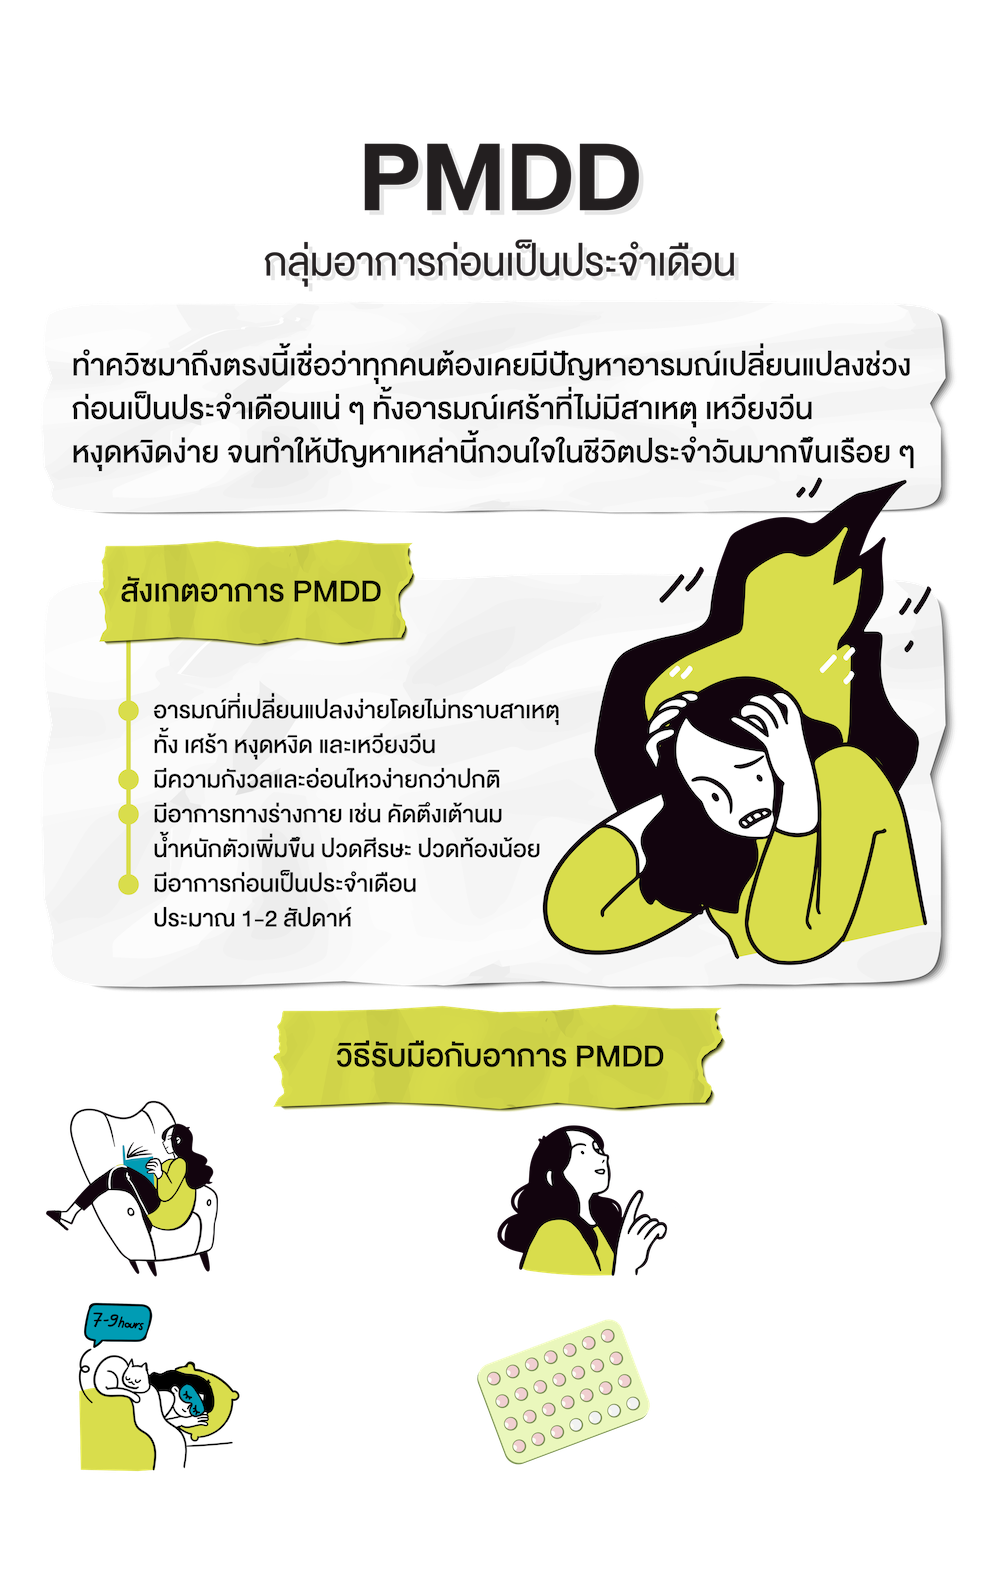 PMDD
กลุ่มอาการก่อนเป็นประจำเดือน
ทำควิซมาถึงตรงนี้เชื่อว่าทุกคนต้องเคยมีปัญหาอารมณ์เปลี่ยนแปลงช่วง
ก่อนเป็นประจำเดือนแน่ ๆ ทั้งอารมณ์เศร้าที่ไม่มีสาเหตุ เหวียงวีน
หงุดหงิดง่าย จนทำให้ปัญหาเหล่านี้กวนใจในชีวิตประจำวันมากขึ้นเรือย ๆ
สังเกตอาการ PMDD
อารมณ์ที่เปลี่ยนแปลงง่ายโดยไม่ทราบสาเหตุ
ทั้ง เศร้า หงุดหงิด และเหวียงวีน
มีความกังวลและอ่อนไหวง่ายกว่าปกติ
มีอาการทางร่างกาย เช่น คัดตึงเต้านม
น้ำหนักตัวเพิ่มขึ้น ปวดศีรษะ ปวดท้องน้อย
มีอาการก่อนเป็นประจำเดือน
ประมาณ 1-2 สัปดาห์
วิธีรับมือกับอาการ PMDD
7-9 hours